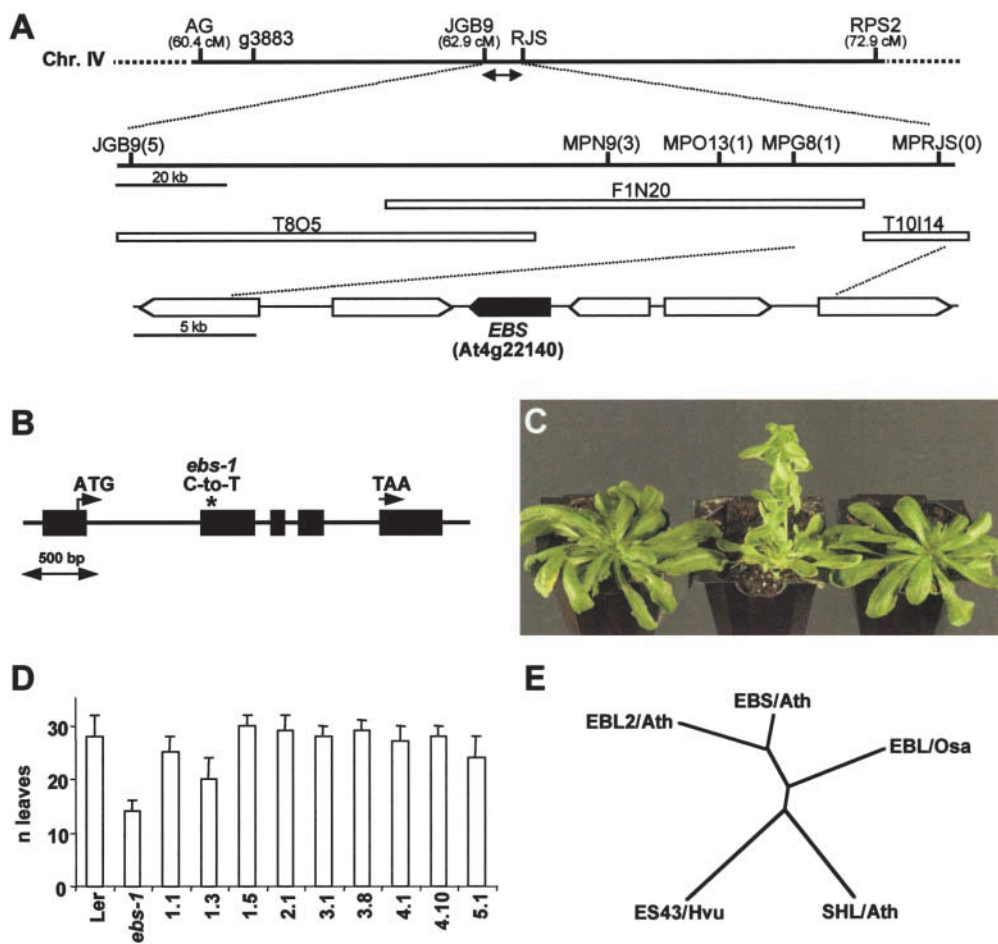 A
AG
(60.4 cM)
g3883
JGB9
(62.9 cM)
RJS
RPS2
(72.9 cM)
Chr. IV
JGB9(5)
MPN9(3)
MPO13(1)
MPG8(1)
MPRJS(0)
20 kb
F1N20
T8O5
T10I14
5 kb
EBS
(At4g22140)
B
ATG
ebs-1
C-to-T
*
TAA
500 bp
C
D
n leaves
30
20
10
0
Ler
ebs-1
1.1
1.3
1.5
2.1
3.1
3.8
4.1
4.10
5.1
E
EBS/Ath
EBL2/Ath
EBL/Osa
ES43/Hvu
SHL/Ath